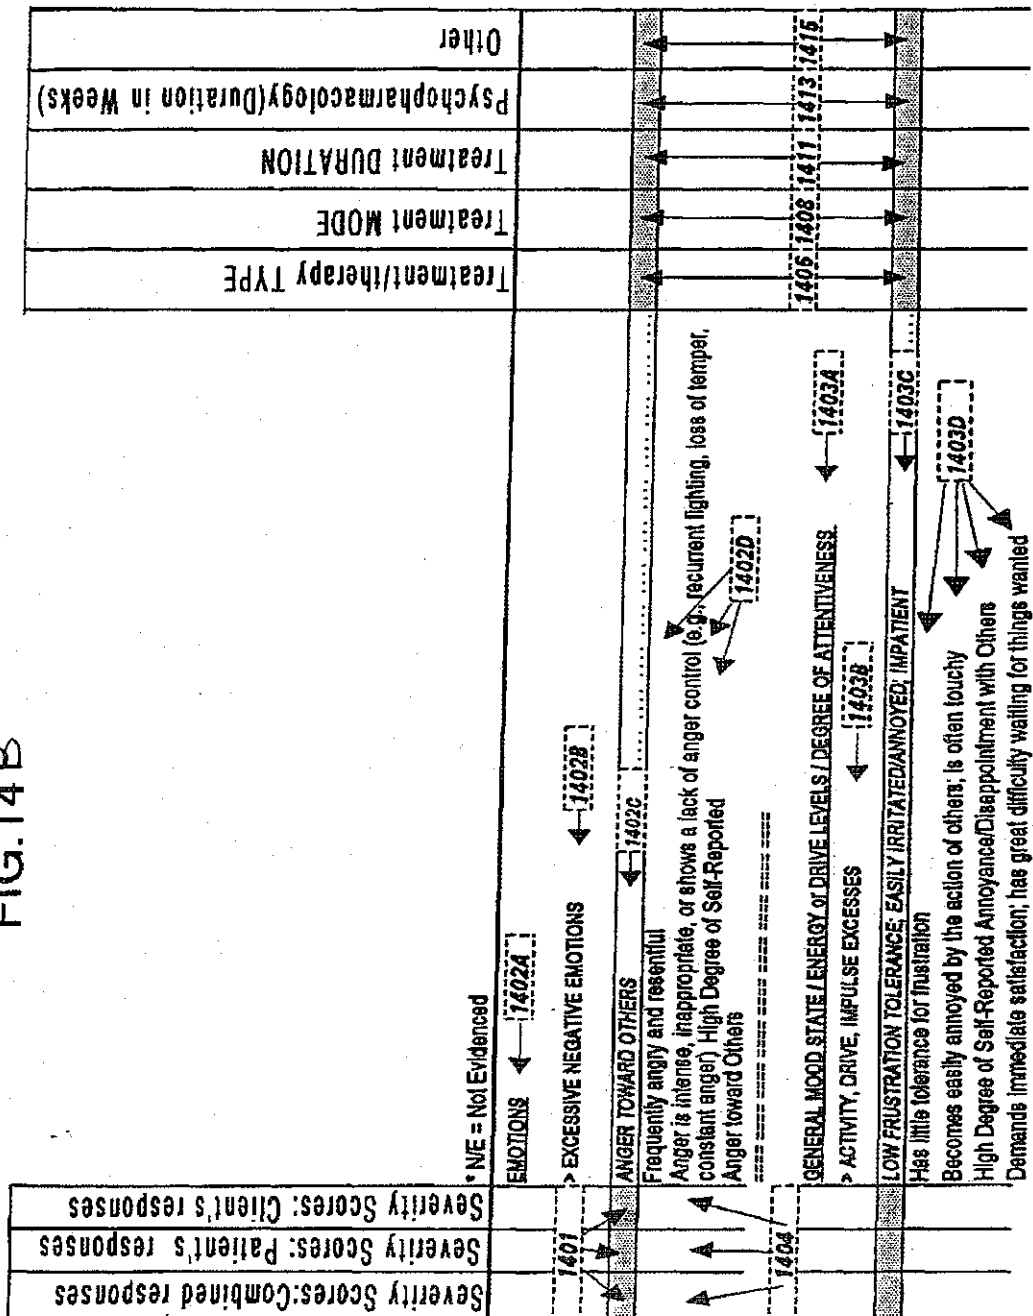 FIG. 14B
Severity Scores: Combined responses
Severity Scores: Patient's responses
Severity Scores: Client's responses
Treatment/therapy TYPE
Treatment MODE
Treatment DURATION
Psychopharmacology(Duration in Weeks)
Other
* N/E = Not Evidenced
EMOTIONS 1402A
1401
> EXCESSIVE NEGATIVE EMOTIONS 1402B
ANGER TOWARD OTHERS 1402C
Frequently angry and resentful
Anger is intense, inappropriate, or shows a lack of anger control (e.g., recurrent fighting, loss of temper,
constant anger) High Degree of Self-Reported
Anger toward Others
1402D
==== ==== ==== ==== ====
1404
1406 1408 1411 1413 1415
GENERAL MOOD STATE / ENERGY or DRIVE LEVELS / DEGREE OF ATTENTIVENESS 1403A
> ACTIVITY, DRIVE, IMPULSE EXCESSES 1403B
LOW FRUSTRATION TOLERANCE; EASILY IRRITATED/ANNOYED; IMPATIENT 1403C
Has little tolerance for frustration
Becomes easily annoyed by the action of others; is often touchy
High Degree of Self-Reported Annoyance/Disappointment with Others
Demands immediate satisfaction; has great difficulty waiting for things wanted
1403D